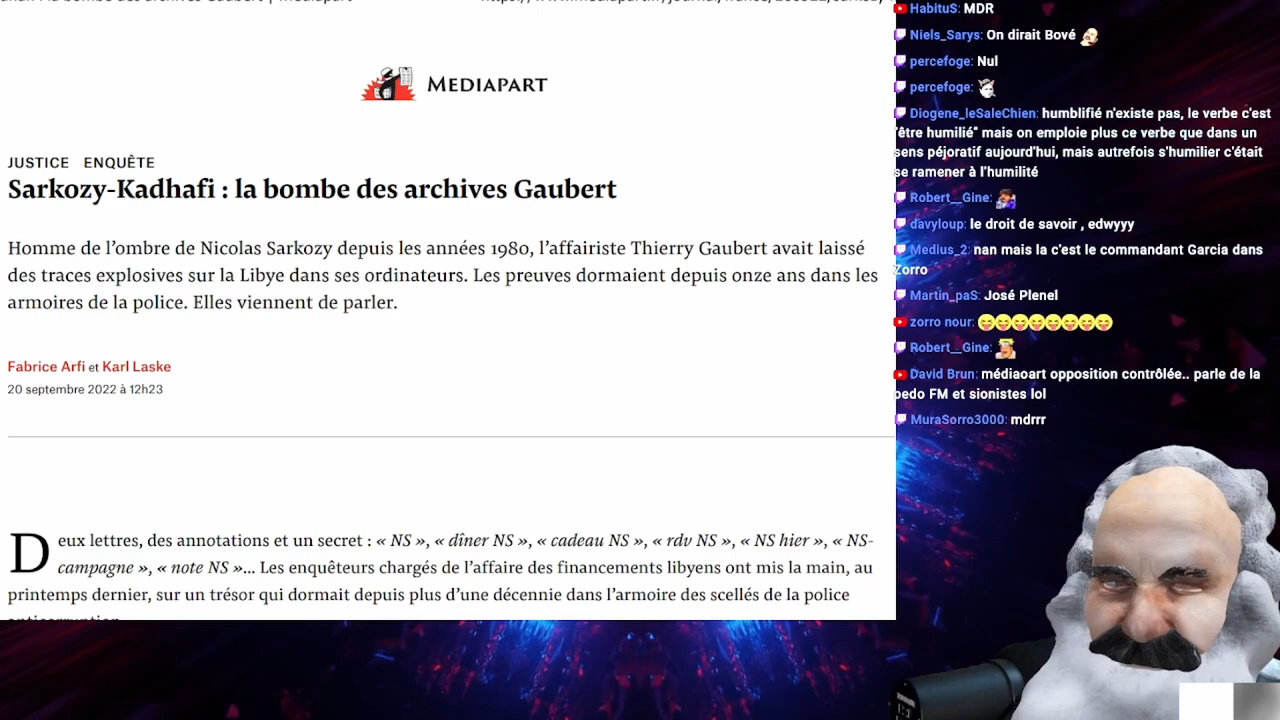 MEDIAPART
JUSTICE ENQUÊTE
Sarkozy-Kadhafi : la bombe des archives Gaubert
Homme de l’ombre de Nicolas Sarkozy depuis les années 1980, l’affairiste Thierry Gaubert avait laissé
des traces explosives sur la Libye dans ses ordinateurs. Les preuves dormaient depuis onze ans dans les
armoires de la police. Elles viennent de parler.
Fabrice Arfi et Karl Laske
20 septembre 2022 à 12h23
Deux lettres, des annotations et un secret : « NS », « dîner NS », « cadeau NS », « rdv NS », « NS hier », « NS-
campagne », « note NS »... Les enquêteurs chargés de l’affaire des financements libyens ont mis la main, au
printemps dernier, sur un trésor qui dormait depuis plus d’une décennie dans l’armoire des scellés de la police
HabituS: MDR
Niels_Sarys: On dirait Bové
percefoge: Nul
percefoge:
Diogene_leSaleChien: humblifié n'existe pas, le verbe c'est
"être humilié" mais on emploie plus ce verbe que dans un
sens péjoratif aujourd'hui, mais autrefois s'humilier c'était
se ramener à l'humilité
Robert__Gine:
davyloup: le droit de savoir , edwyyy
Medius_2: nan mais la c'est le commandant Garcia dans
Zorro
Martin_paS: José Plenel
zorro nour:
Robert__Gine:
David Brun: médiaoart opposition contrôlée.. parle de la
pedo FM et sionistes lol
MuraSorro3000: mdrrr